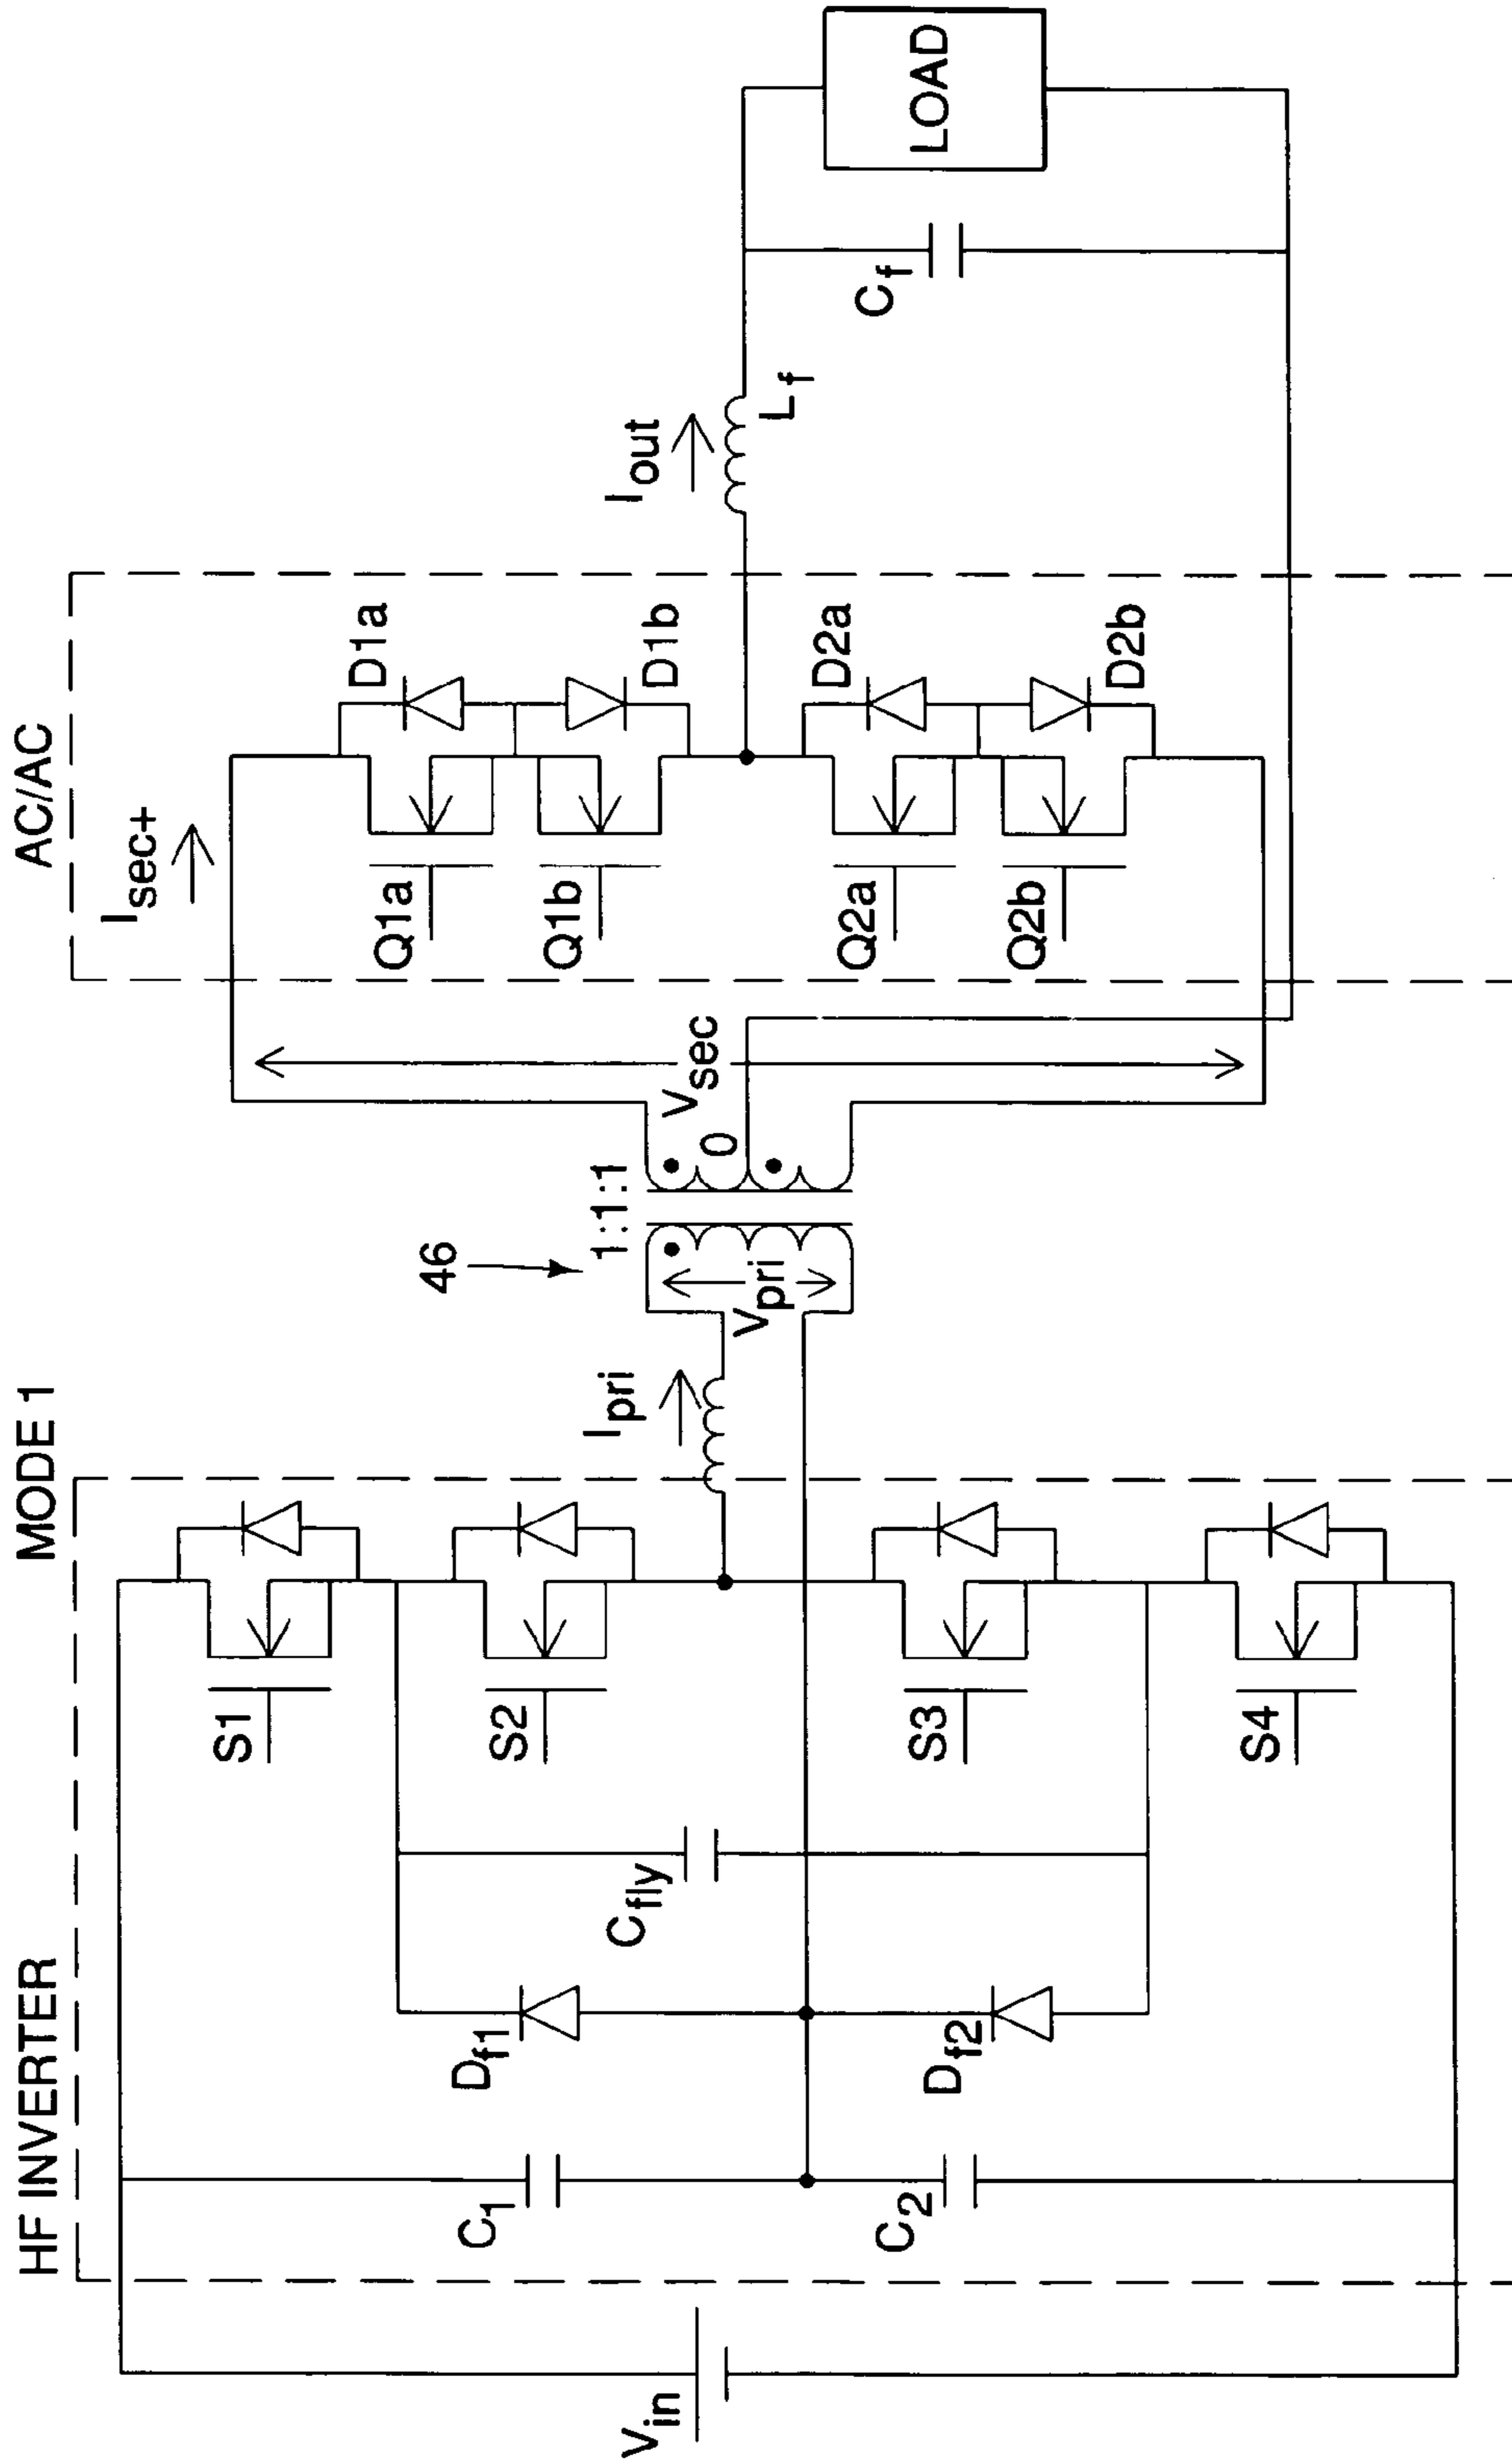 MODE 1
HF INVERTER
AC/AC
Vin
C1
C2
Df1
Df2
Cfly
S1
S2
S3
S4
Ipri
46
1:1:1
Vpri
0
Vsec
Isec+
Q1a
Q1b
Q2a
Q2b
D1a
D1b
D2a
D2b
Iout
Lf
Cf
LOAD